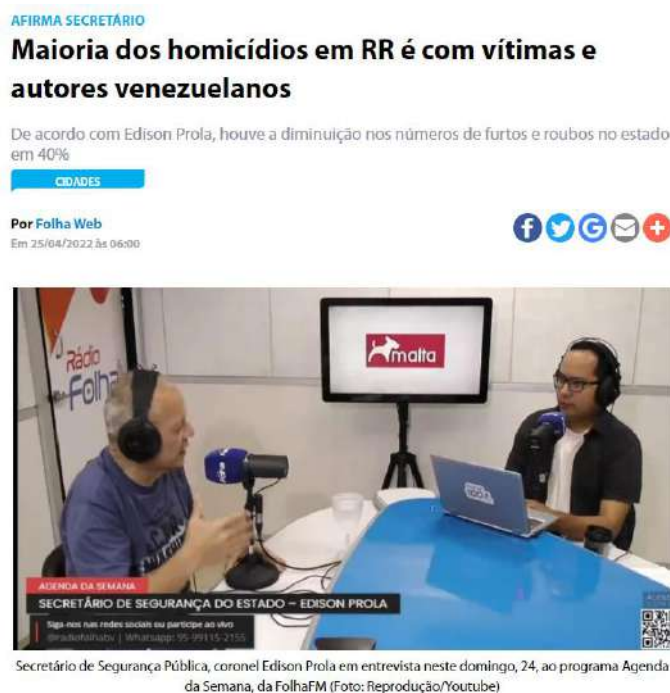 AFIRMA SECRETÁRIO
Maioria dos homicídios em RR é com vítimas e
autores venezuelanos
De acordo com Edison Prola, houve a diminuição nos números de furtos e roubos no estado
em 40%
CIDADES
Por Folha Web
Em 25/04/2022 às 06:00
Rádio
Folha
malta
AGENDA DA SEMANA
SECRETÁRIO DE SEGURANÇA DO ESTADO – EDISON PROLA
Siga-nos nas redes sociais ou participe ao vivo
@radiofolhabv | Whatsapp: 95-99115-2155
Secretário de Segurança Pública, coronel Edison Prola em entrevista neste domingo, 24, ao programa Agenda
da Semana, da FolhaFM (Foto: Reprodução/Youtube)